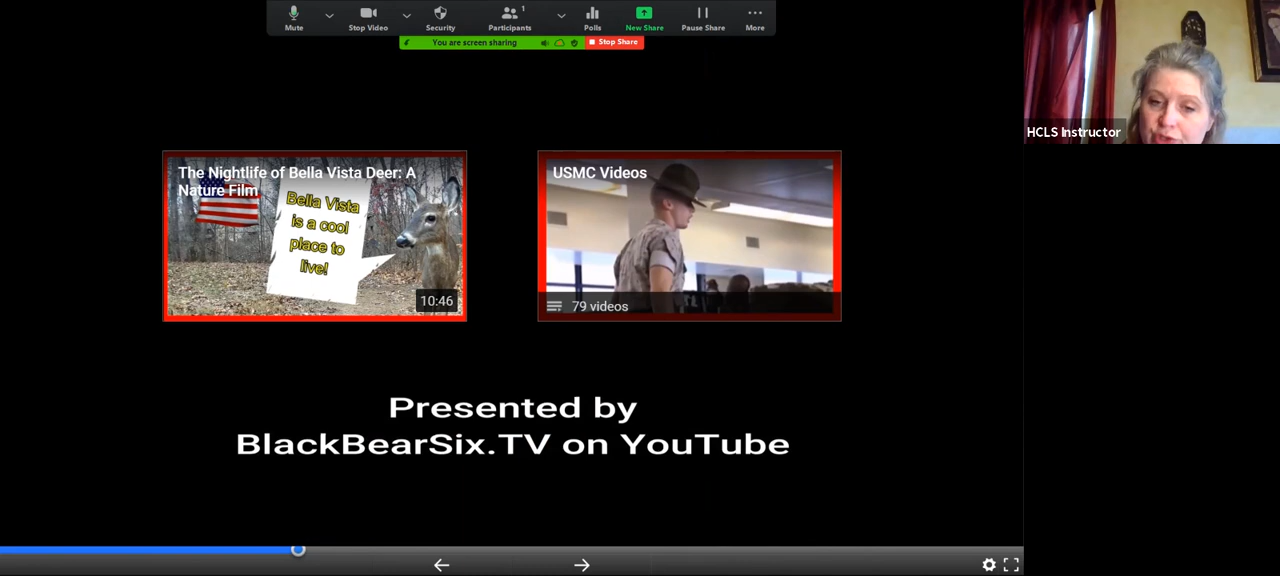 1
Mute
Stop Video
Security
Participants
Polls
New Share
Pause Share
More
You are screen sharing
Stop Share
HCLS Instructor
The Nightlife of Bella Vista Deer: A
Nature Film
Bella Vista
is a cool
place to
live!
10:46
USMC Videos
79 videos
Presented by
BlackBearSix.TV on YouTube